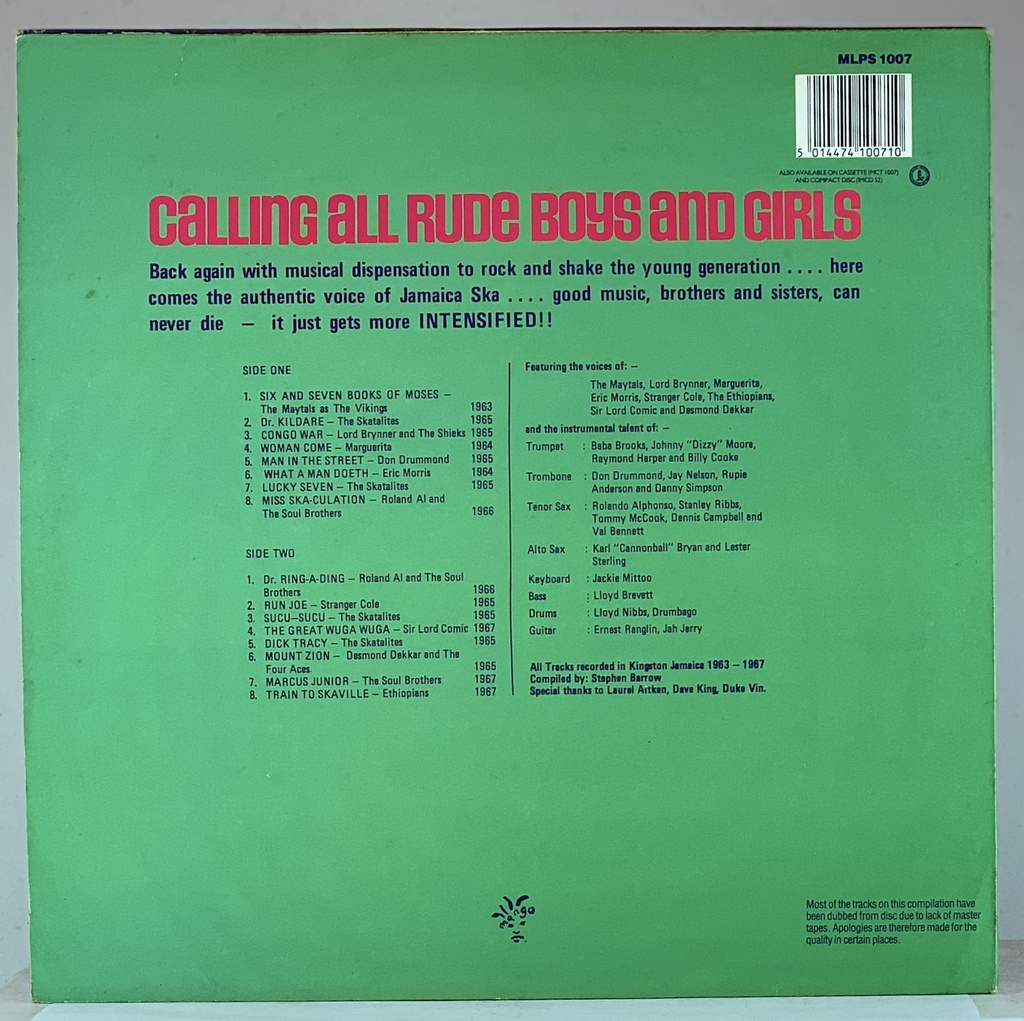 MLPS 1007
5 014474 100710
ALSO AVAILABLE ON CASSETTE (MCT 1007)
AND COMPACT DISC (IMCD 52)
CALLING ALL RUDE BOYS AND GIRLS
Back again with musical dispensation to rock and shake the young generation .... here
comes the authentic voice of Jamaica Ska .... good music, brothers and sisters, can
never die – it just gets more INTENSIFIED!!
SIDE ONE
1. SIX AND SEVEN BOOKS OF MOSES –
The Maytals as The Vikings 1963
2. Dr. KILDARE – The Skatalites 1965
3. CONGO WAR – Lord Brynner and The Shieks 1965
4. WOMAN COME – Marguerita 1964
5. MAN IN THE STREET – Don Drummond 1965
6. WHAT A MAN DOETH – Eric Morris 1964
7. LUCKY SEVEN – The Skatalites 1965
8. MISS SKA-CULATION – Roland Al and
The Soul Brothers 1966
SIDE TWO
1. Dr. RING-A-DING – Roland Al and The Soul
Brothers 1966
2. RUN JOE – Stranger Cole 1965
3. SUCU–SUCU – The Skatalites 1965
4. THE GREAT WUGA WUGA – Sir Lord Comic 1967
5. DICK TRACY – The Skatalites 1965
6. MOUNT ZION – Desmond Dekkar and The
Four Aces. 1965
7. MARCUS JUNIOR – The Soul Brothers 1967
8. TRAIN TO SKAVILLE – Ethiopians 1967
Featuring the voices of: –
The Maytals, Lord Brynner, Marguerita,
Eric Morris, Stranger Cole, The Ethiopians,
Sir Lord Comic and Desmond Dekkar
and the instrumental talent of: –
Trumpet : Baba Brooks, Johnny "Dizzy" Moore,
Raymond Harper and Billy Cooke
Trombone : Don Drummond, Jay Nelson, Rupie
Anderson and Danny Simpson
Tenor Sax : Rolando Alphonso, Stanley Ribbs,
Tommy McCook, Dennis Campbell and
Val Bennett
Alto Sax : Karl "Cannonball" Bryan and Lester
Sterling
Keyboard : Jackie Mittoo
Bass : Lloyd Brevett
Drums : Lloyd Nibbs, Drumbago
Guitar : Ernest Ranglin, Jah Jerry
All Tracks recorded in Kingston Jamaica 1963 – 1967
Compiled by: Stephen Barrow
Special thanks to Laurel Aitken, Dave King, Duke Vin.
mango
Most of the tracks on this compilation have
been dubbed from disc due to lack of master
tapes. Apologies are therefore made for the
quality in certain places.